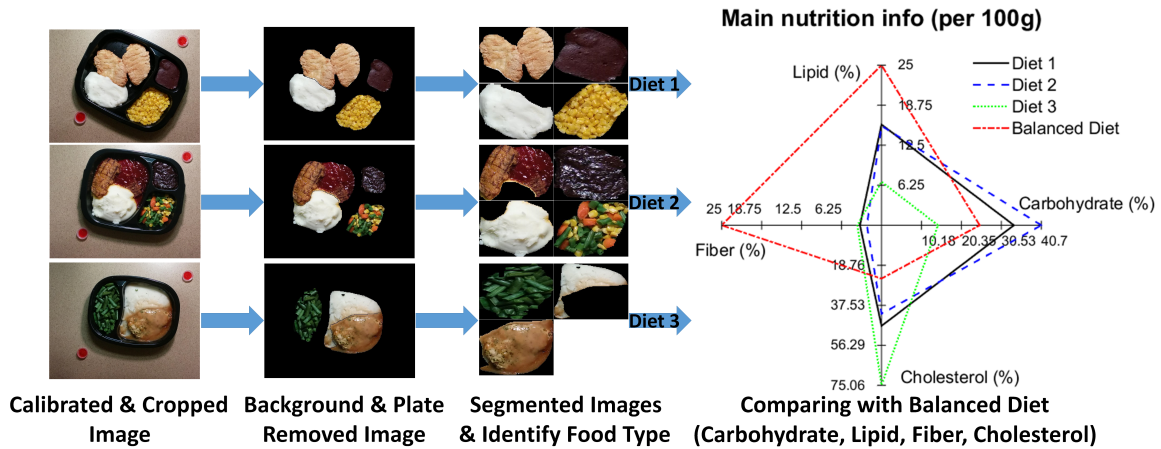 Main nutrition info (per 100g)
Diet 1
Diet 2
Diet 3
Lipid (%)
25
18.75
12.5
6.25
Diet 1
Diet 2
Diet 3
Balanced Diet
25 18.75 12.5 6.25
Fiber (%)
Carbohydrate (%)
10.18 20.35 30.53 40.7
18.76
37.53
56.29
75.06
Cholesterol (%)
Calibrated & Cropped
Image
Background & Plate
Removed Image
Segmented Images
& Identify Food Type
Comparing with Balanced Diet
(Carbohydrate, Lipid, Fiber, Cholesterol)